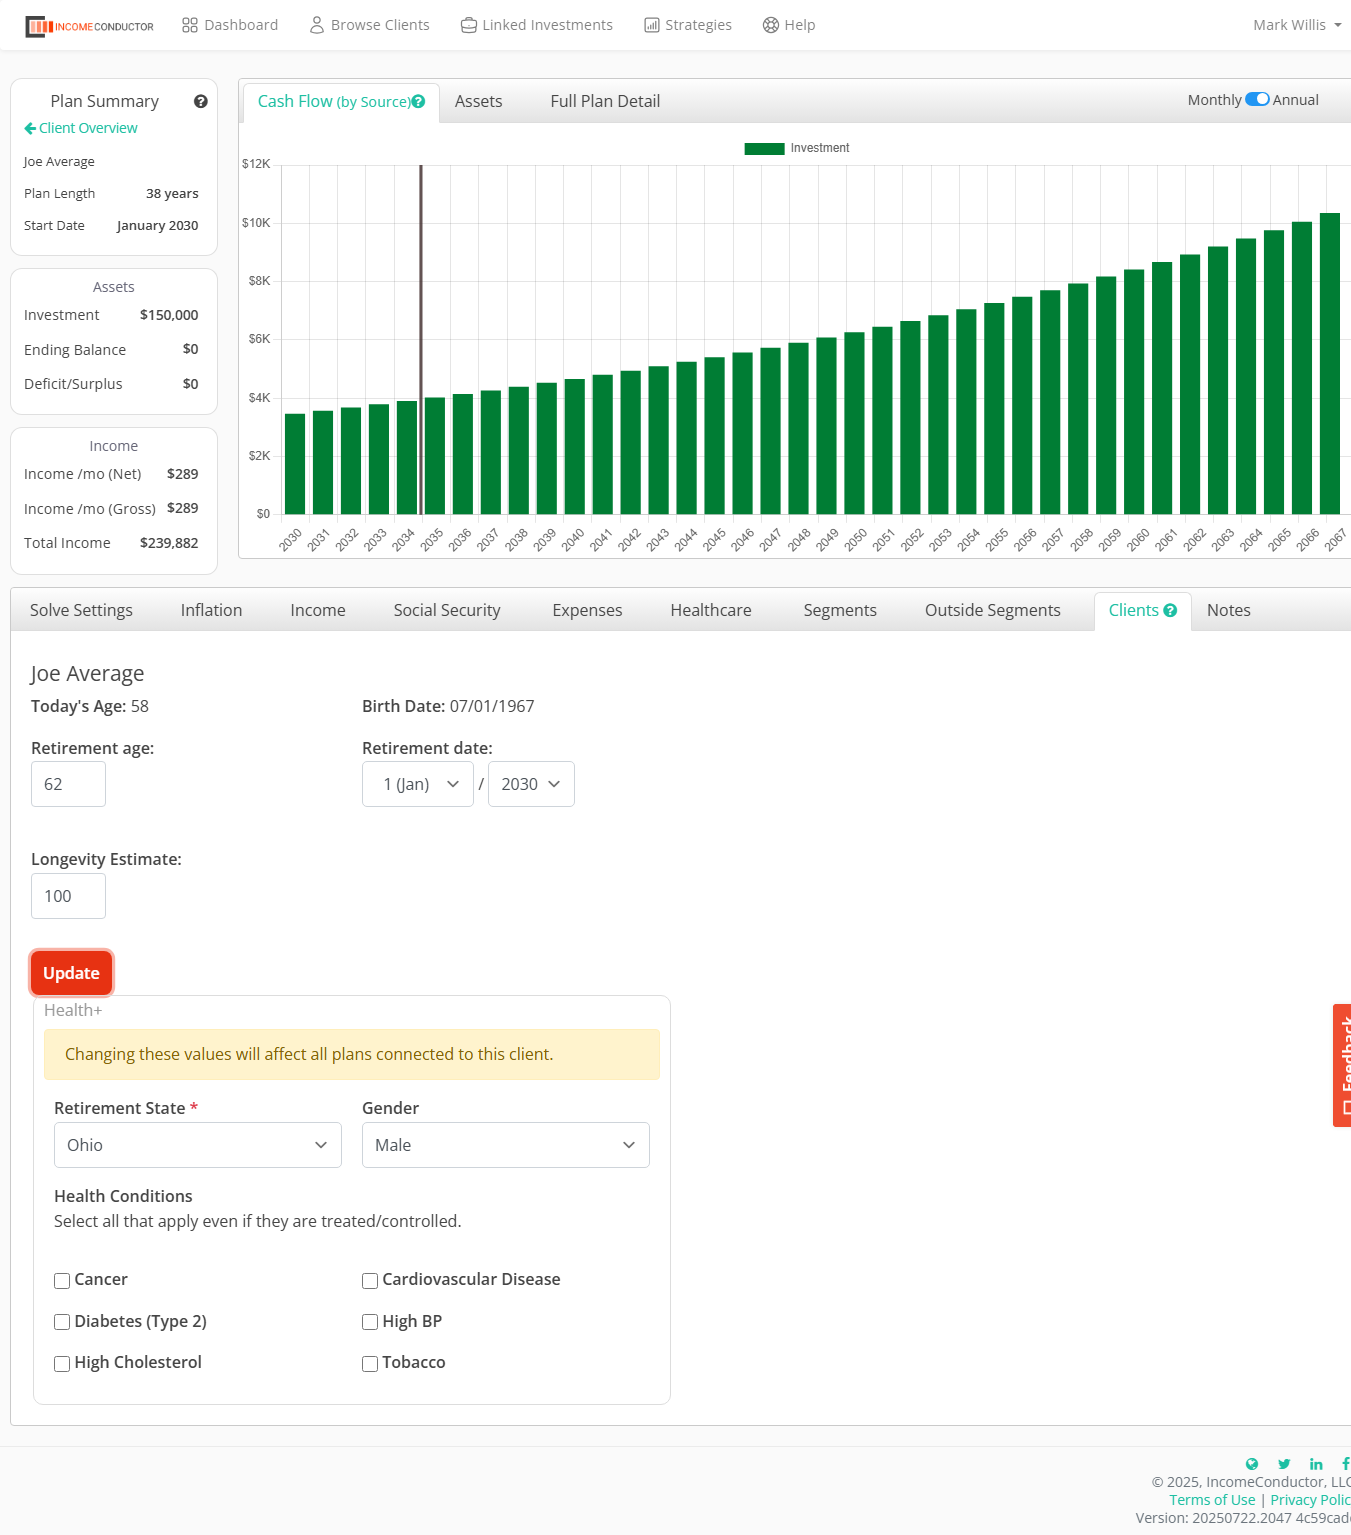 INCOMECONDUCTOR Dashboard Browse Clients Linked Investments Strategies Help Mark Willis
Plan Summary ?
Client Overview
Joe Average
Plan Length 38 years
Start Date January 2030
Assets
Investment $150,000
Ending Balance $0
Deficit/Surplus $0
Income
Income /mo (Net) $289
Income /mo (Gross) $289
Total Income $239,882
Cash Flow (by Source) ? Assets Full Plan Detail Monthly Annual
Investment
$12K
$10K
$8K
$6K
$4K
$2K
$0
2030 2031 2032 2033 2034 2035 2036 2037 2038 2039 2040 2041 2042 2043 2044 2045 2046 2047 2048 2049 2050 2051 2052 2053 2054 2055 2056 2057 2058 2059 2060 2061 2062 2063 2064 2065 2066 2067
Solve Settings Inflation Income Social Security Expenses Healthcare Segments Outside Segments Clients ? Notes
Joe Average
Today's Age: 58 Birth Date: 07/01/1967
Retirement age: Retirement date:
62 1 (Jan) / 2030
Longevity Estimate:
100
Update
Health+
Changing these values will affect all plans connected to this client.
Retirement State * Gender
Ohio Male
Health Conditions
Select all that apply even if they are treated/controlled.
Cancer Cardiovascular Disease
Diabetes (Type 2) High BP
High Cholesterol Tobacco
Feedback
© 2025, IncomeConductor, LLC
Terms of Use | Privacy Polic
Version: 20250722.2047 4c59cad